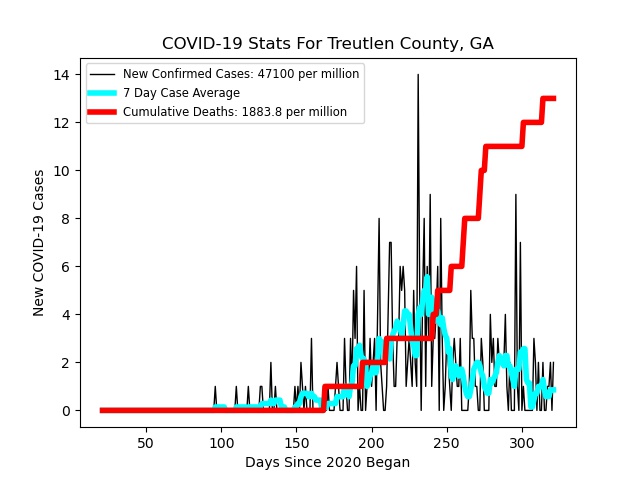 COVID-19 Stats For Treutlen County, GA
New Confirmed Cases: 47100 per million
7 Day Case Average
Cumulative Deaths: 1883.8 per million
New COVID-19 Cases
14
12
10
8
6
4
2
0
50 100 150 200 250 300
Days Since 2020 Began